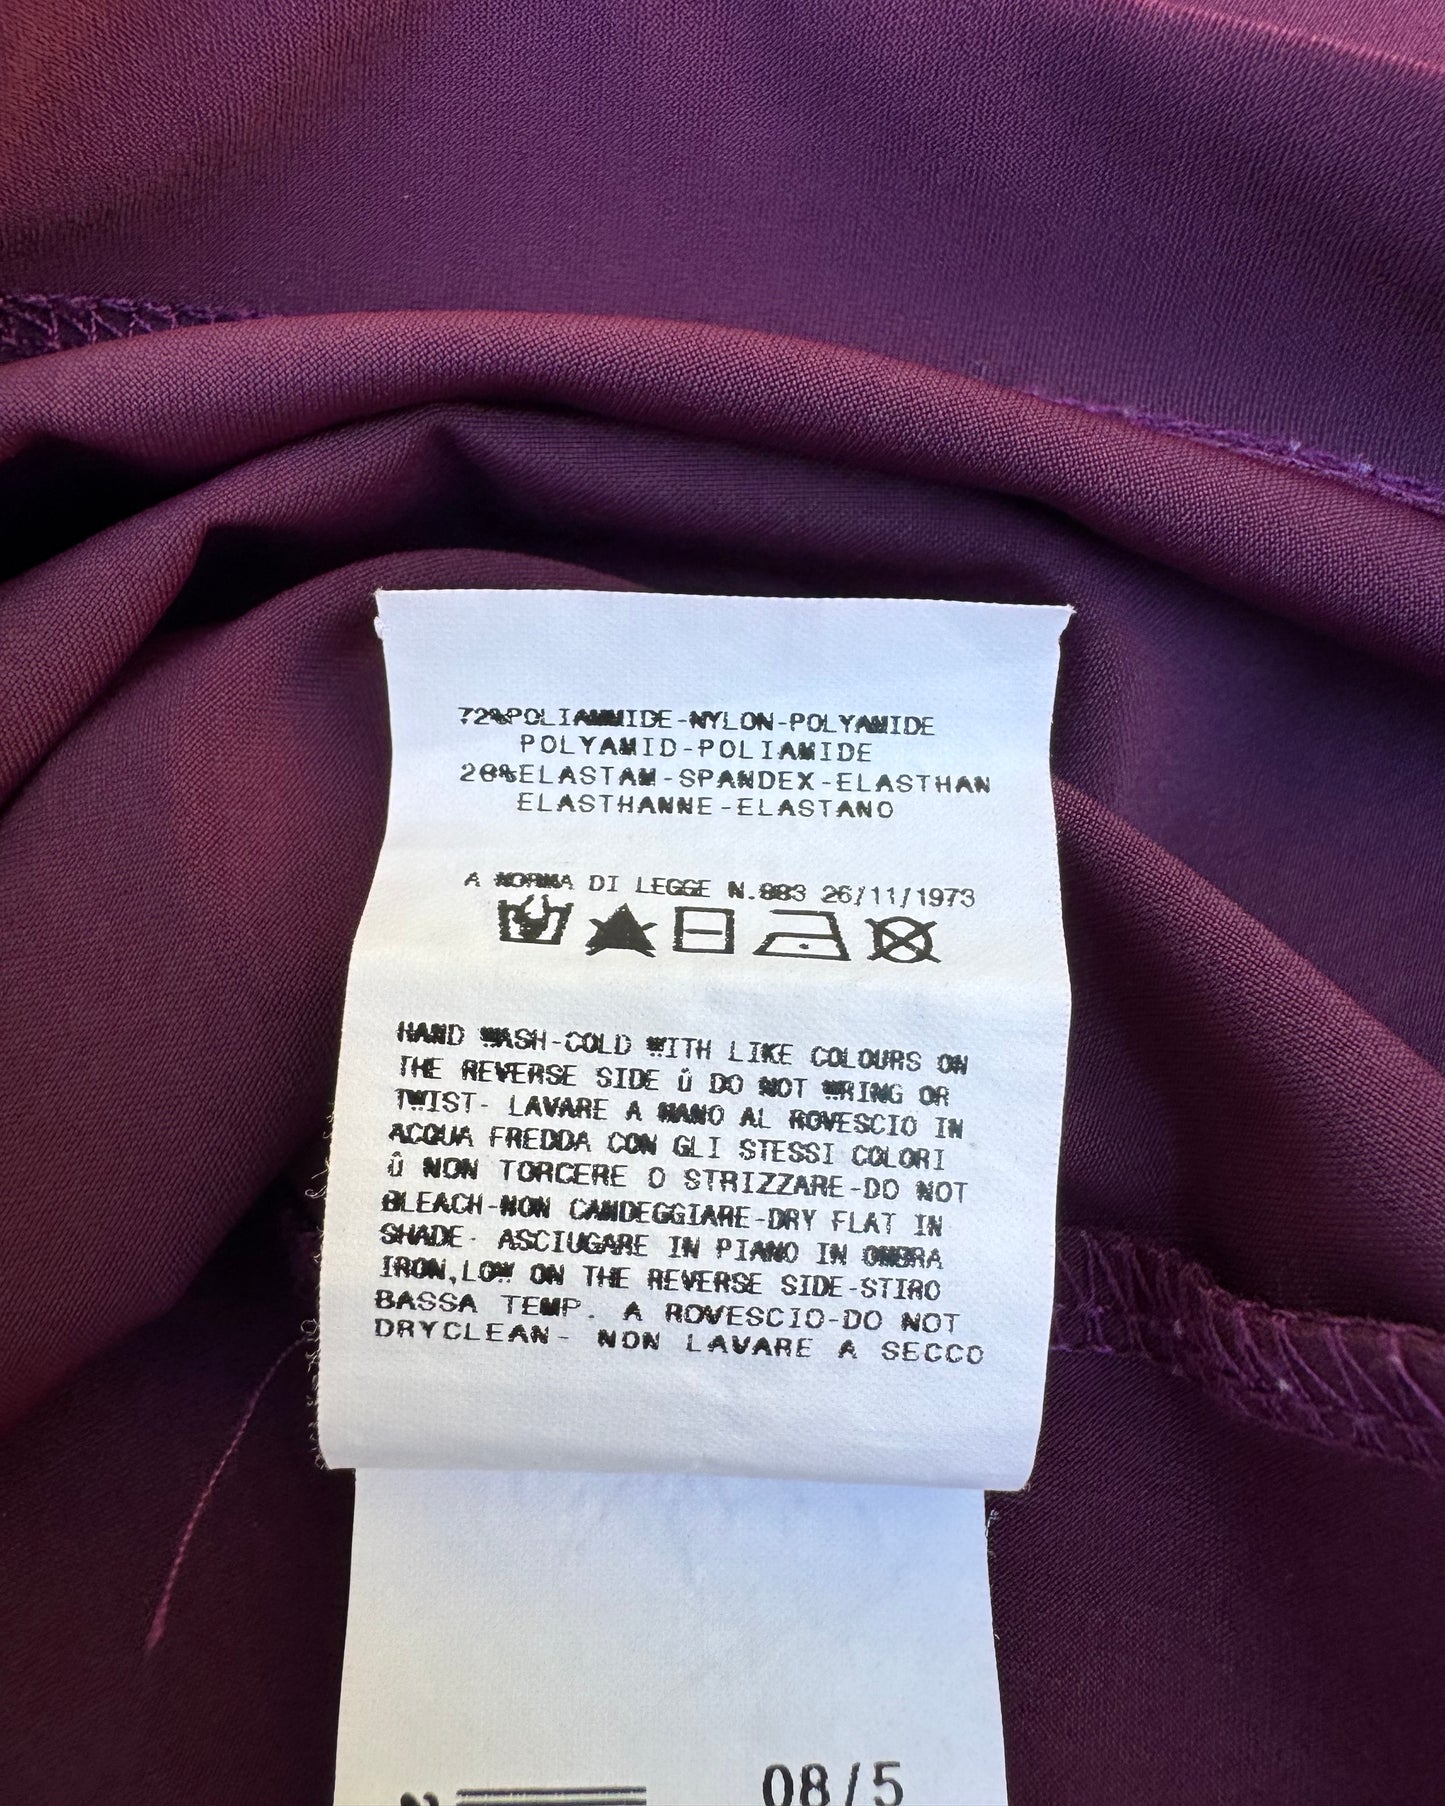 72%POLIAMMIDE-NYLON-POLYAMIDE
POLYAMID-POLIAMIDE
28%ELASTAM-SPANDEX-ELASTHAN
ELASTHANNE-ELASTANO
A NORMA DI LEGGE N.883 26/11/1973
HAND WASH-COLD WITH LIKE COLOURS ON
THE REVERSE SIDE Û DO NOT WRING OR
TWIST- LAVARE A MANO AL ROVESCIO IN
ACQUA FREDDA CON GLI STESSI COLORI
Û NON TORCERE O STRIZZARE-DO NOT
BLEACH-NON CANDEGGIARE-DRY FLAT IN
SHADE- ASCIUGARE IN PIANO IN OMBRA
IRON,LOW ON THE REVERSE SIDE-STIRO
BASSA TEMP. A ROVESCIO-DO NOT
DRYCLEAN- NON LAVARE A SECCO
08/5